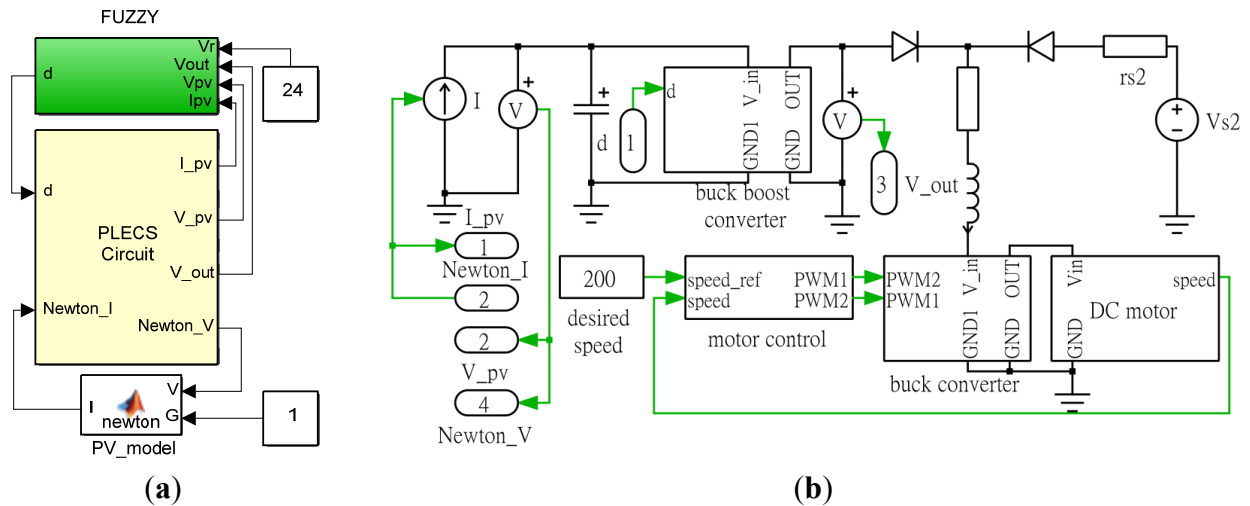 FUZZY
Vr
Vout
Vpv
Ipv
d
24
I_pv
d
V_pv
PLECS
Circuit
V_out
Newton_I
Newton_V
V
I
newton
G
1
PV_model
(a)
I
V
d
1
d
V_in
OUT
GND1
GND
buck boost
converter
V
3
V_out
rs2
Vs2
I_pv
1
Newton_I
2
2
V_pv
4
Newton_V
200
desired
speed
speed_ref
speed
PWM1
PWM2
motor control
PWM2
PWM1
V_in
OUT
GND1
GND
buck converter
Vin
GND
DC motor
speed
(b)